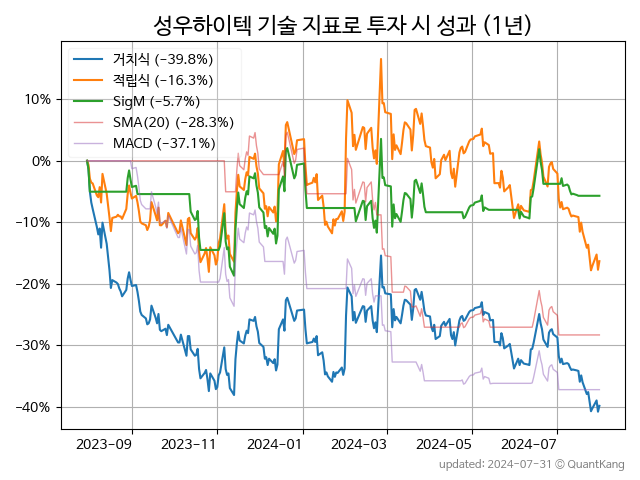 성우하이텍 기술 지표로 투자 시 성과 (1년)
거치식 (−39.8%)
적립식 (−16.3%)
SigM (−5.7%)
SMA(20) (−28.3%)
MACD (−37.1%)
10%
0%
−10%
−20%
−30%
−40%
2023−09 2023−11 2024−01 2024−03 2024−05 2024−07
updated: 2024-07-31 © QuantKang